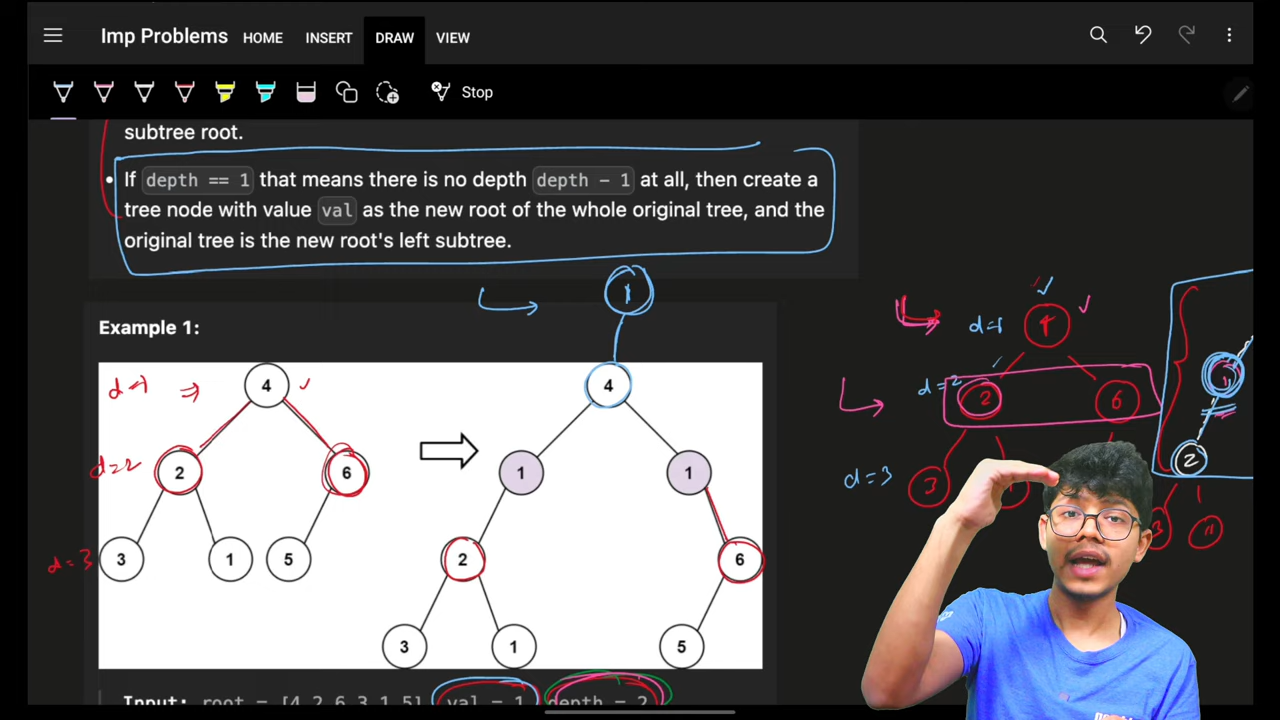 Imp Problems HOME INSERT DRAW VIEW
Stop
subtree root.
• If depth == 1 that means there is no depth depth - 1 at all, then create a
tree node with value val as the new root of the whole original tree, and the
original tree is the new root's left subtree.
1
Example 1:
d=1 4
d=2 2 6
d=3 3 1 5
4
1 1
2 6
3 1 5
Input: root = [4,2,6,3,1,5], val = 1, depth = 2
d=1 4
d=2 2 6
d=3 3
1
2